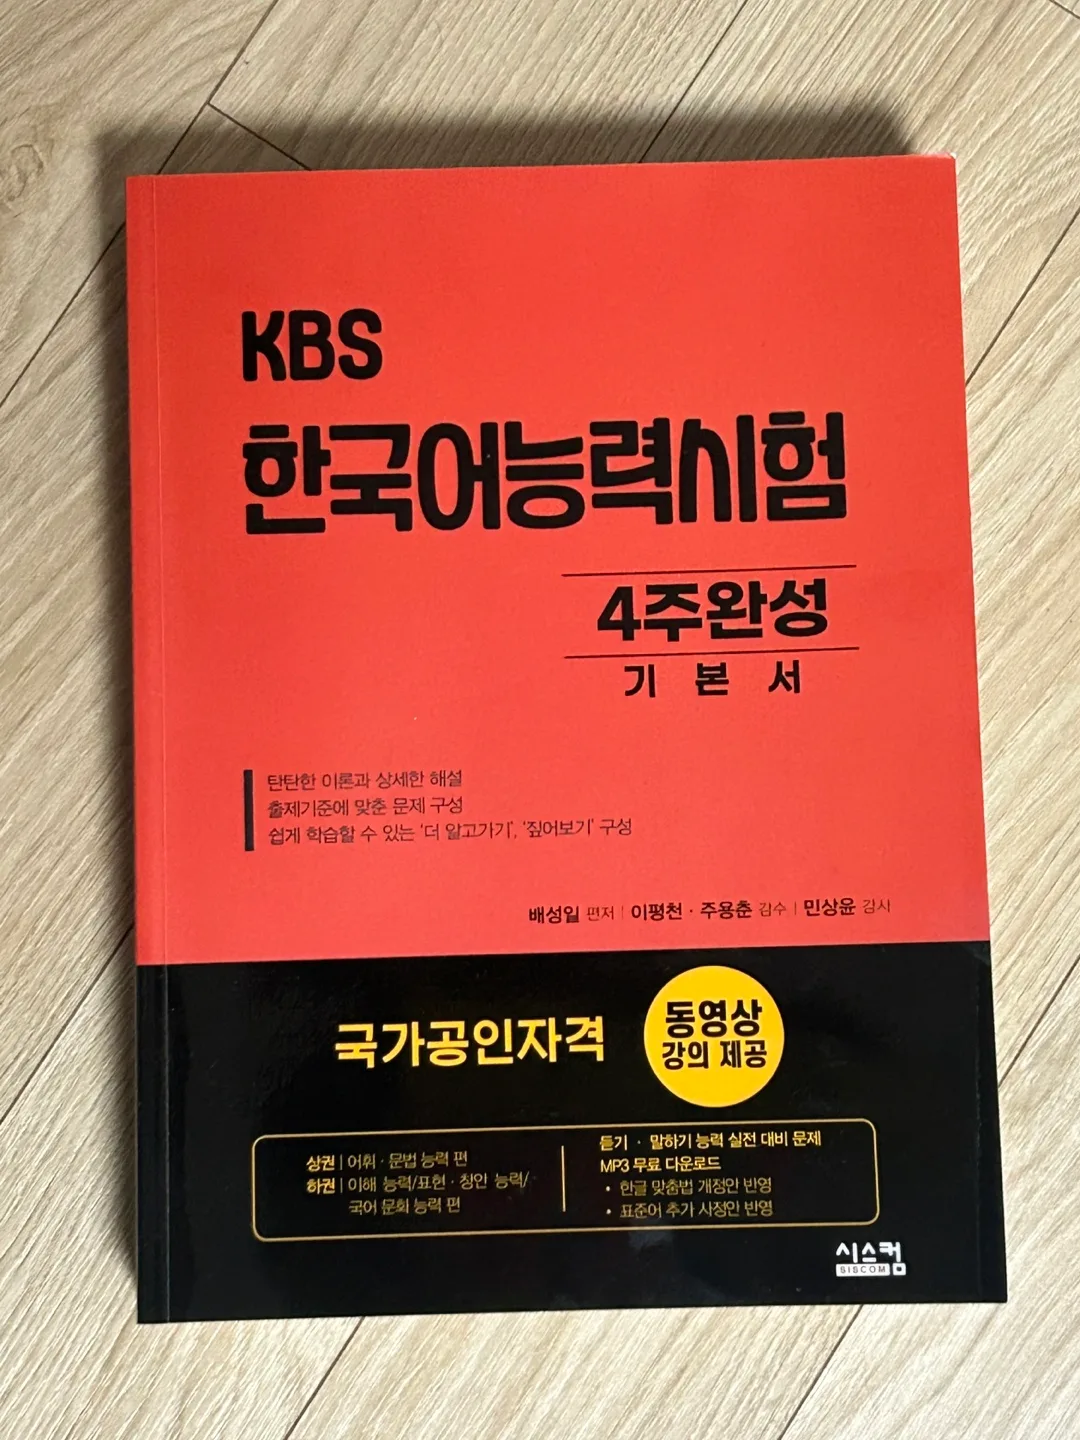 KBS
한국어능력시험
4주완성
기본서
탄탄한 이론과 상세한 해설
출제기준에 맞춘 문제 구성
쉽게 학습할 수 있는 '더 알고가기', '짚어보기' 구성
배성일 편저 | 이평천 · 주용춘 감수 | 민상윤 강사
국가공인자격
동영상
강의 제공
상권 | 어휘 · 문법 능력 편
하권 | 이해 능력/표현 · 창안 능력/
국어 문화 능력 편
듣기 · 말하기 능력 실전 대비 문제
MP3 무료 다운로드
• 한글 맞춤법 개정안 반영
• 표준어 추가 사정안 반영
시스컴
SISCOM